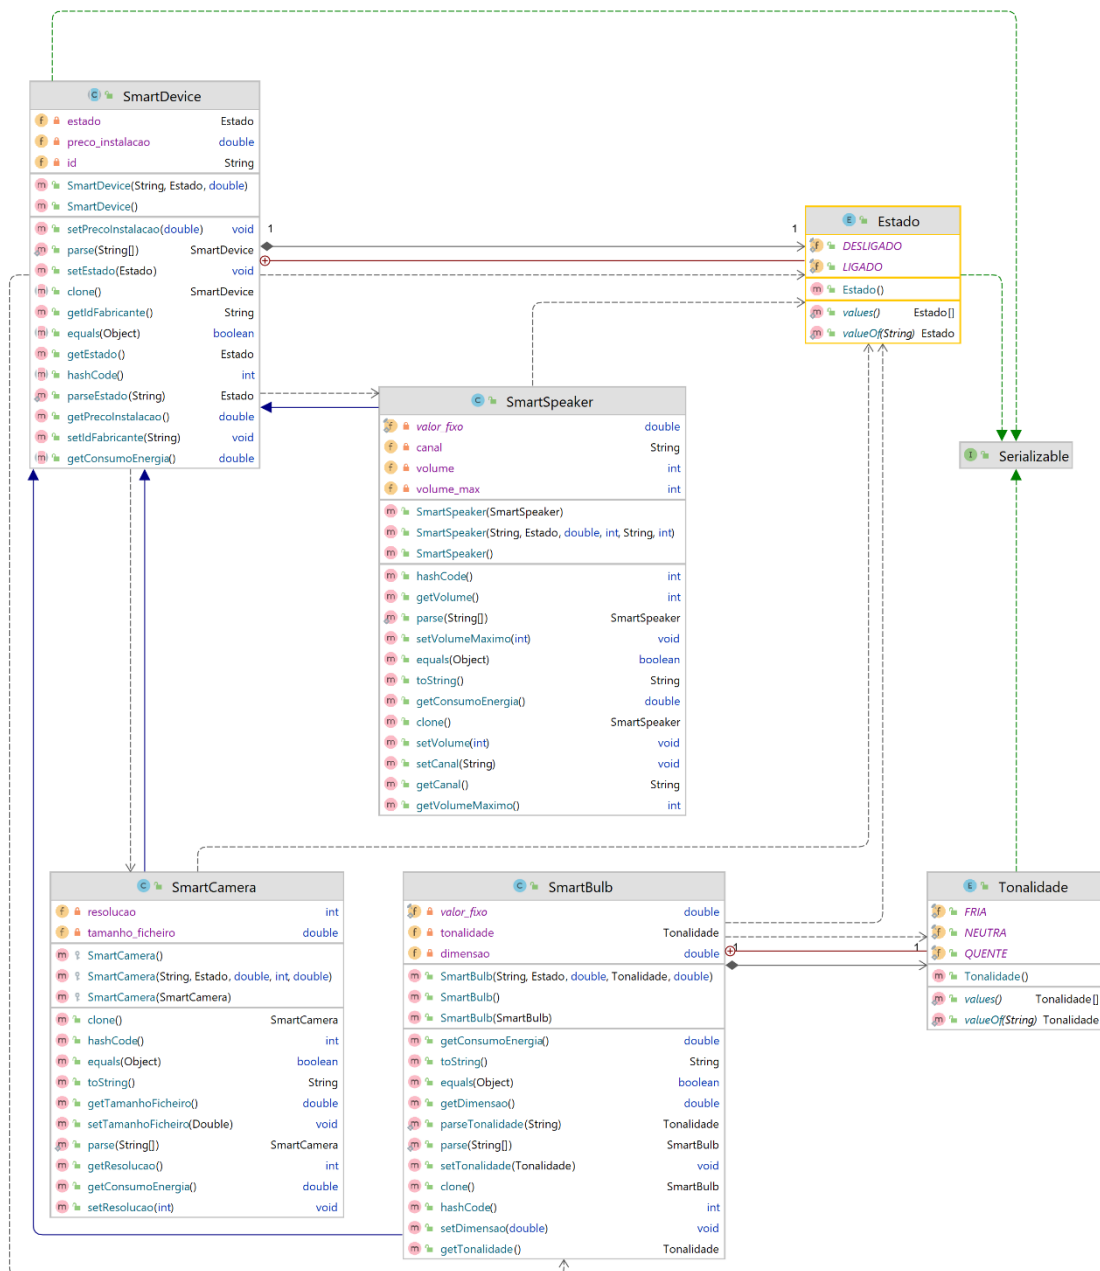 SmartDevice
estado Estado
preco_instalacao double
id String
SmartDevice(String, Estado, double)
SmartDevice()
setPrecoInstalacao(double) void
parse(String[]) SmartDevice
setEstado(Estado) void
clone() SmartDevice
getIdFabricante() String
equals(Object) boolean
getEstado() Estado
hashCode() int
parseEstado(String) Estado
getPrecoInstalacao() double
setIdFabricante(String) void
getConsumoEnergia() double
1
1
Estado
DESLIGADO
LIGADO
Estado()
values() Estado[]
valueOf(String) Estado
Serializable
SmartSpeaker
valor_fixo double
canal String
volume int
volume_max int
SmartSpeaker(SmartSpeaker)
SmartSpeaker(String, Estado, double, int, String, int)
SmartSpeaker()
hashCode() int
getVolume() int
parse(String[]) SmartSpeaker
setVolumeMaximo(int) void
equals(Object) boolean
toString() String
getConsumoEnergia() double
clone() SmartSpeaker
setVolume(int) void
setCanal(String) void
getCanal() String
getVolumeMaximo() int
SmartCamera
resolucao int
tamanho_ficheiro double
SmartCamera()
SmartCamera(String, Estado, double, int, double)
SmartCamera(SmartCamera)
clone() SmartCamera
hashCode() int
equals(Object) boolean
toString() String
getTamanhoFicheiro() double
setTamanhoFicheiro(Double) void
parse(String[]) SmartCamera
getResolucao() int
getConsumoEnergia() double
setResolucao(int) void
SmartBulb
valor_fixo double
tonalidade Tonalidade
dimensao double
SmartBulb(String, Estado, double, Tonalidade, double)
SmartBulb()
SmartBulb(SmartBulb)
getConsumoEnergia() double
toString() String
equals(Object) boolean
getDimensao() double
parseTonalidade(String) Tonalidade
parse(String[]) SmartBulb
setTonalidade(Tonalidade) void
clone() SmartBulb
hashCode() int
setDimensao(double) void
getTonalidade() Tonalidade
1
1
Tonalidade
FRIA
NEUTRA
QUENTE
Tonalidade()
values() Tonalidade[]
valueOf(String) Tonalidade